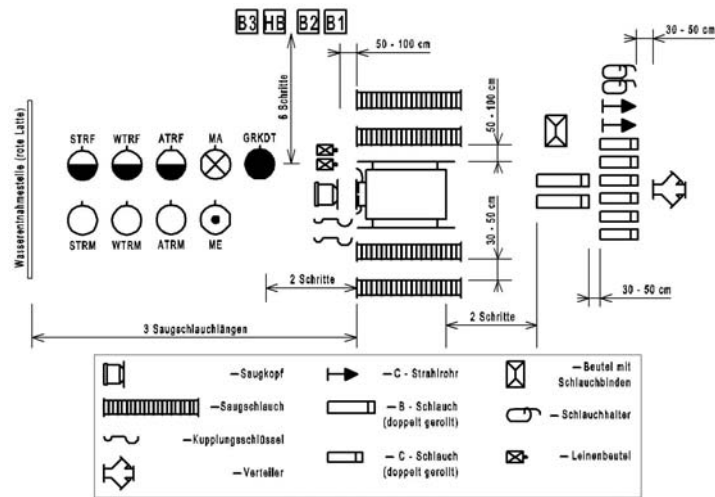 B3 HB B2 B1
50 - 100 cm
30 - 50 cm
6 Schritte
50 - 100 cm
Wasserentnahmestelle (rote Latte)
STRF WTRF ATRF MA GRKDT
STRM WTRM ATRM ME
30 - 50 cm
2 Schritte
30 - 50 cm
2 Schritte
3 Saugschlauchlängen
—Saugkopf
—C - Strahlrohr
—Beutel mit
Schlauchbinden
—Saugschlauch
—B - Schlauch
(doppelt gerollt)
—Schlauchhalter
—Kupplungsschlüssel
—C - Schlauch
(doppelt gerollt)
—Leinenbeutel
—Verteiler